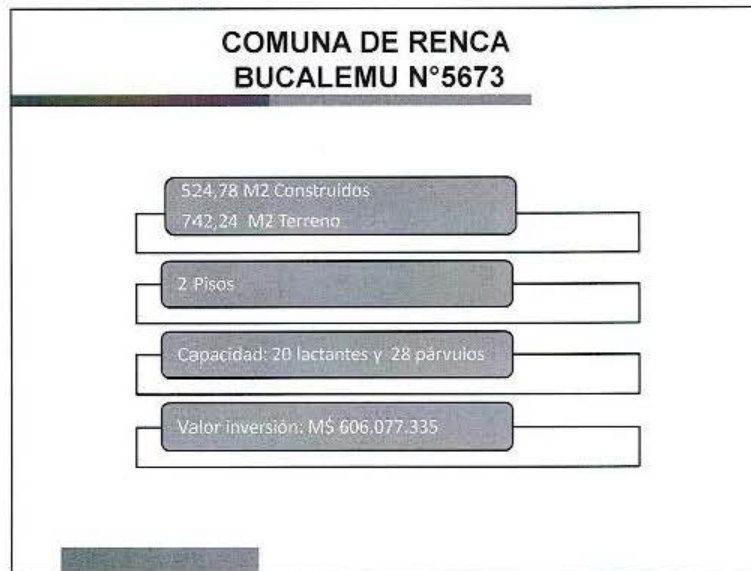 COMUNA DE RENCA
BUCALEMU N°5673
524,78 M2 Construidos
742,24 M2 Terreno
2 Pisos
Capacidad: 20 lactantes y 28 párvulos
Valor inversión: M$ 606.077.335